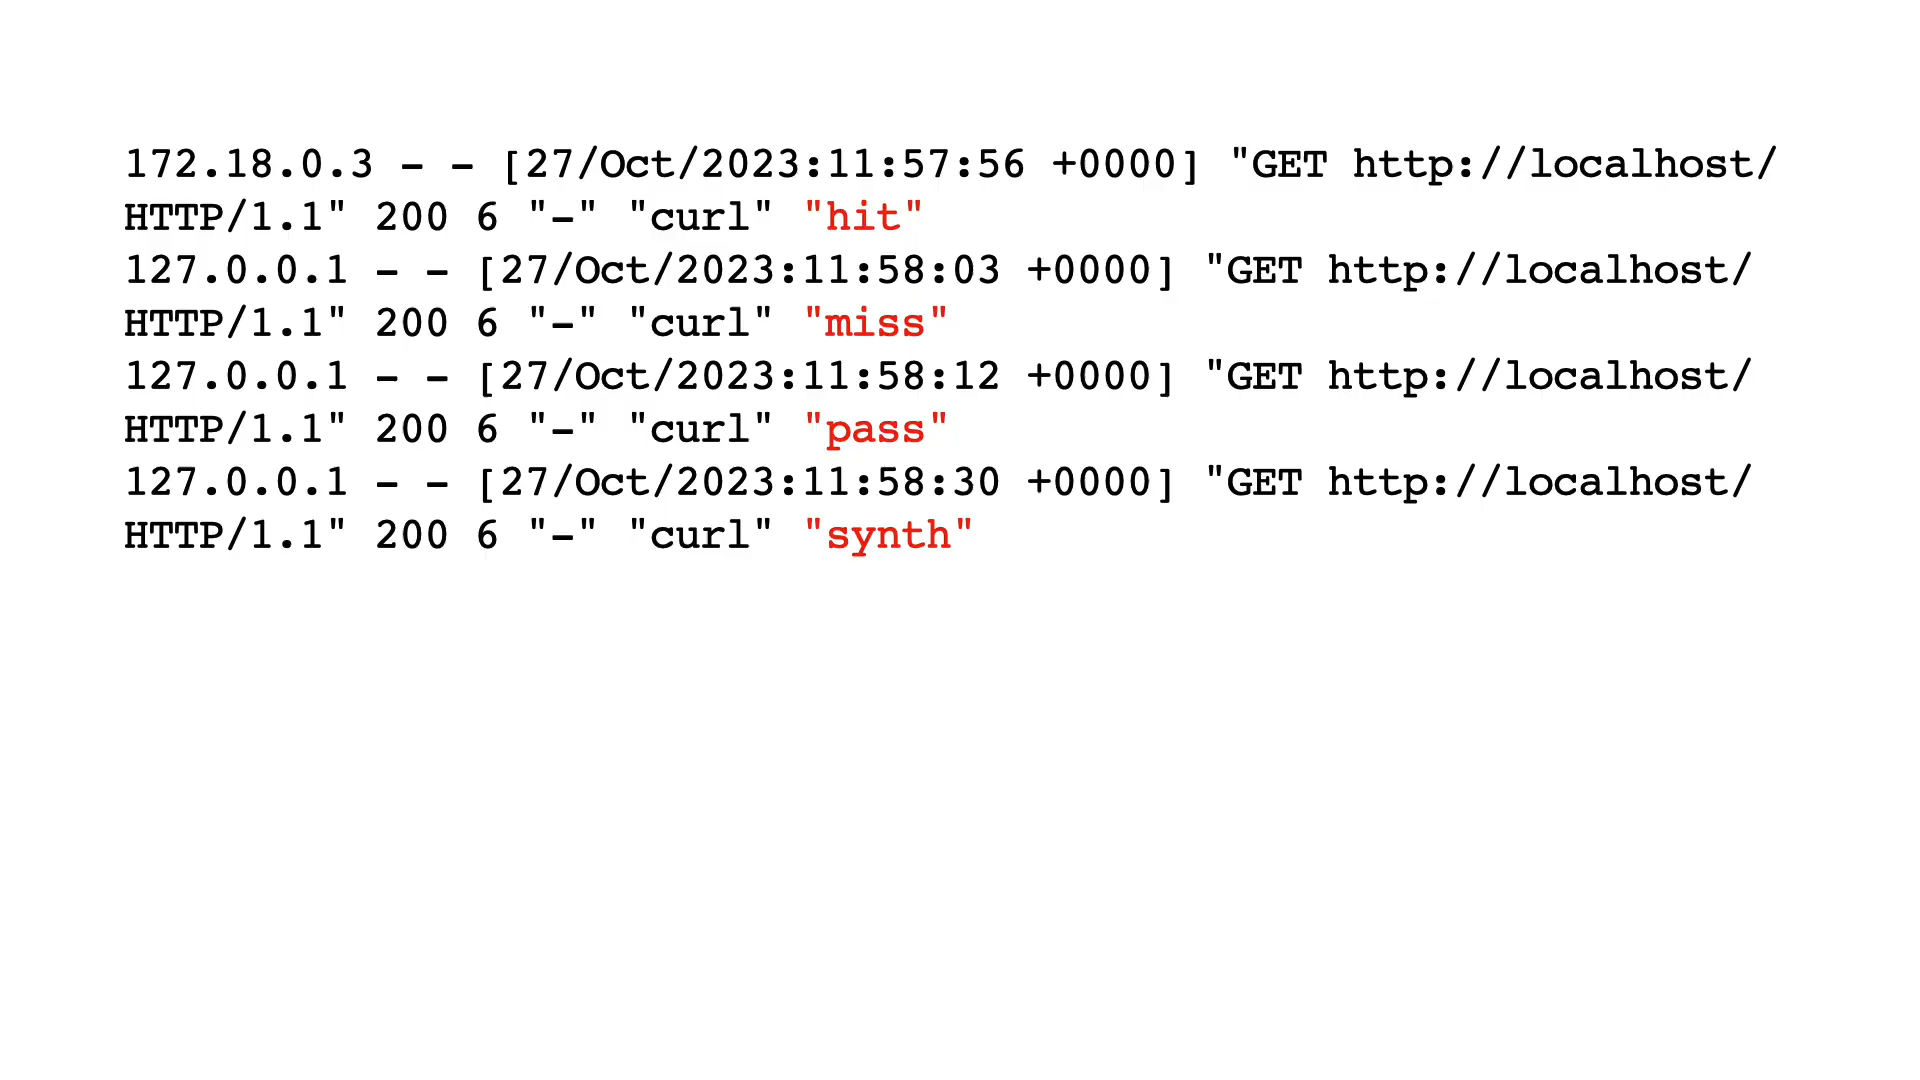 172.18.0.3 - - [27/Oct/2023:11:57:56 +0000] "GET http://localhost/
HTTP/1.1" 200 6 "-" "curl" "hit"
127.0.0.1 - - [27/Oct/2023:11:58:03 +0000] "GET http://localhost/
HTTP/1.1" 200 6 "-" "curl" "miss"
127.0.0.1 - - [27/Oct/2023:11:58:12 +0000] "GET http://localhost/
HTTP/1.1" 200 6 "-" "curl" "pass"
127.0.0.1 - - [27/Oct/2023:11:58:30 +0000] "GET http://localhost/
HTTP/1.1" 200 6 "-" "curl" "synth"